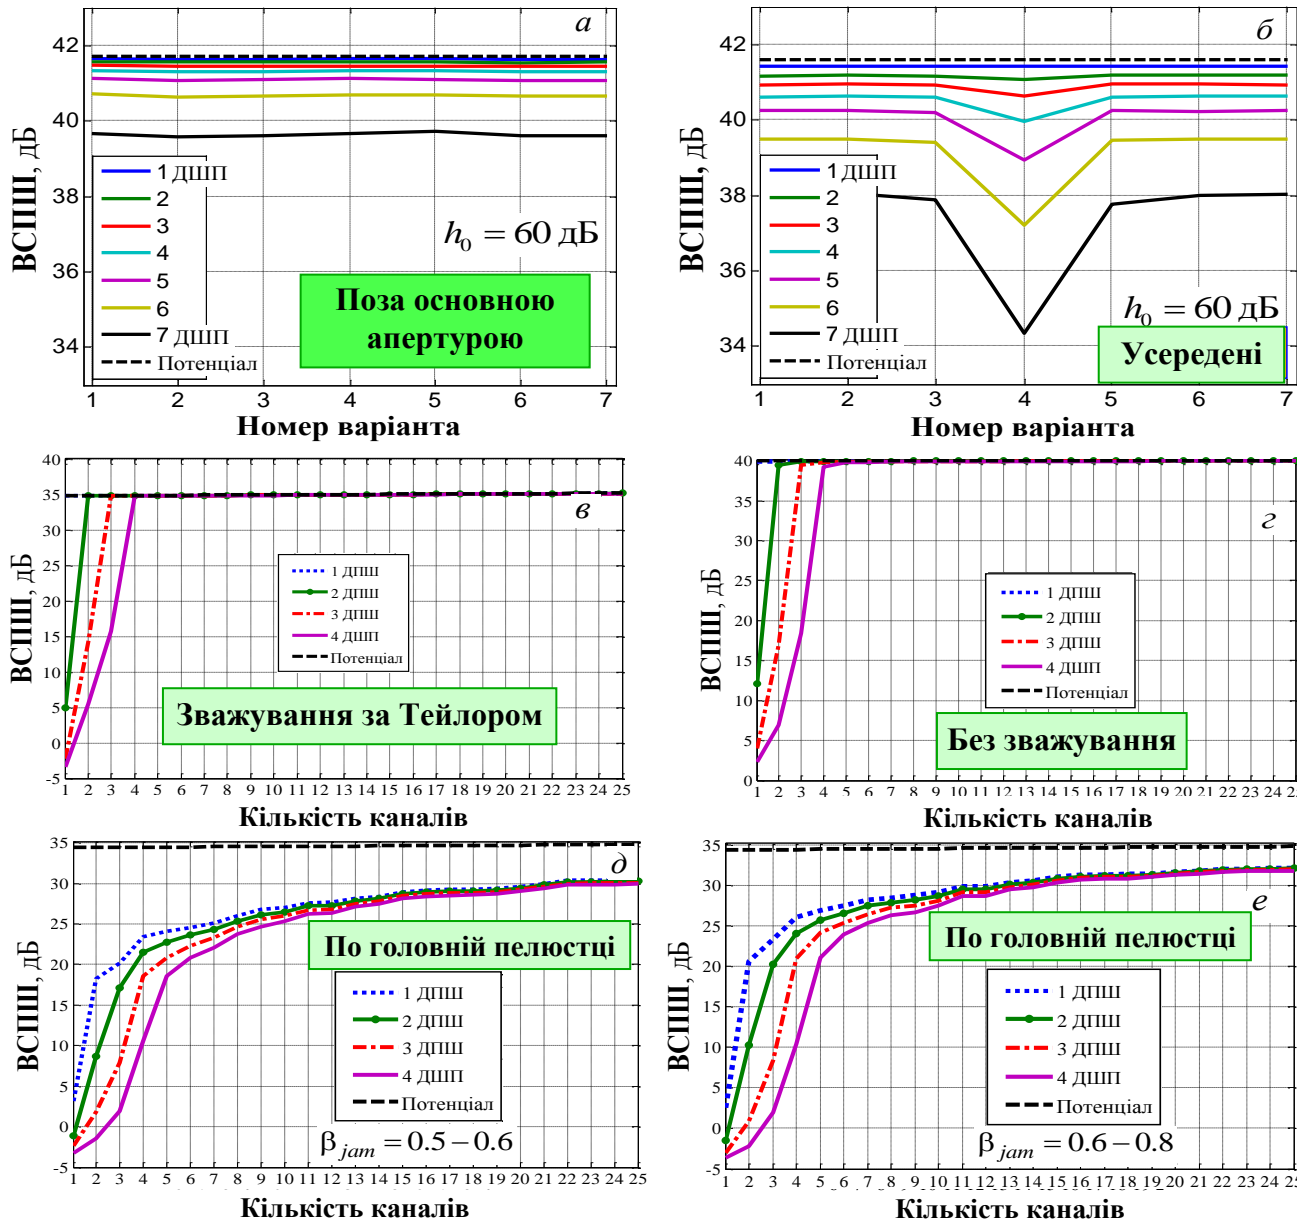 а
42
40
38
36
34
ВСПШ, дБ
1 ДШП
2
3
4
5
6
7 ДШП
Потенціал
h₀ = 60 дБ
Поза основною
апертурою
1 2 3 4 5 6 7
Номер варіанта
б
42
40
38
36
34
ВСПШ, дБ
1 ДШП
2
3
4
5
6
7 ДШП
Потенціал
h₀ = 60 дБ
Усередені
1 2 3 4 5 6 7
Номер варіанта
в
40
35
30
25
20
15
10
5
0
-5
ВСПШ, дБ
1 ДПШ
2 ДПШ
3 ДПШ
4 ДШП
Потенціал
Зважування за Тейлором
1 2 3 4 5 6 7 8 9 10 11 12 13 14 15 16 17 18 19 20 21 22 23 24 25
Кількість каналів
г
40
35
30
25
20
15
10
5
0
ВСПШ, дБ
1 ДПШ
2 ДПШ
3 ДПШ
4 ДШП
Потенціал
Без зважування
1 2 3 4 5 6 7 8 9 10 11 12 13 14 15 16 17 18 19 20 21 22 23 24
Кількість каналів
д
35
30
25
20
15
10
5
0
-5
ВСПШ, дБ
По головній пелюстці
1 ДПШ
2 ДПШ
3 ДПШ
4 ДШП
Потенціал
β jam = 0.5 – 0.6
1 2 3 4 5 6 7 8 9 10 11 12 13 14 15 16 17 18 19 20 21 22 23 24 25
Кількість каналів
е
35
30
25
20
15
10
5
0
-5
ВСПШ, дБ
По головній пелюстці
1 ДПШ
2 ДПШ
3 ДПШ
4 ДШП
Потенціал
β jam = 0.6 – 0.8
1 2 3 4 5 6 7 8 9 10 11 12 13 14 15 16 17 18 19 20 21 22 23 24
Кількість каналів